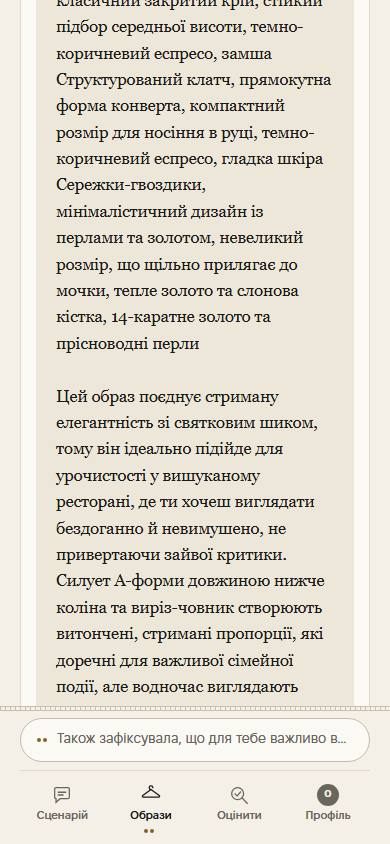 класичний закритий крій, стійкий
підбор середньої висоти, темно-
коричневий еспресо, замша
Структурований клатч, прямокутна
форма конверта, компактний
розмір для носіння в руці, темно-
коричневий еспресо, гладка шкіра
Сережки-гвоздики,
мінімалістичний дизайн із
перлами та золотом, невеликий
розмір, що щільно прилягає до
мочки, тепле золото та слонова
кістка, 14-каратне золото та
прісноводні перли
Цей образ поєднує стриману
елегантність зі святковим шиком,
тому він ідеально підійде для
урочистості у вишуканому
ресторані, де ти хочеш виглядати
бездоганно й невимушено, не
привертаючи зайвої критики.
Силует А-форми довжиною нижче
коліна та виріз-човник створюють
витончені, стримані пропорції, які
доречні для важливої сімейної
події, але водночас виглядають
Також зафіксувала, що для тебе важливо в...
Сценарій
Образи
Оцінити
0
Профіль